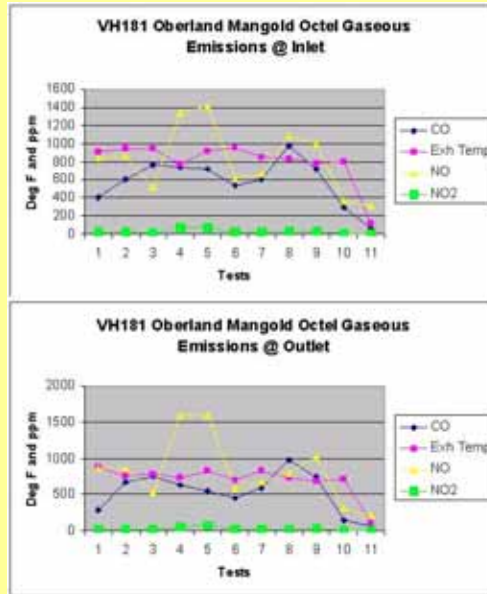 VH181 Oberland Mangold Octel Gaseous
Emissions @ Inlet
Deg F and ppm
1600
1400
1200
1000
800
600
400
200
0
1 2 3 4 5 6 7 8 9 10 11
Tests
CO
Exh Temp
NO
NO2
VH181 Oberland Mangold Octel Gaseous
Emissions @ Outlet
Deg F and ppm
2000
1500
1000
500
0
1 2 3 4 5 6 7 8 9 10 11
Tests
CO
Exh Temp
NO
NO2